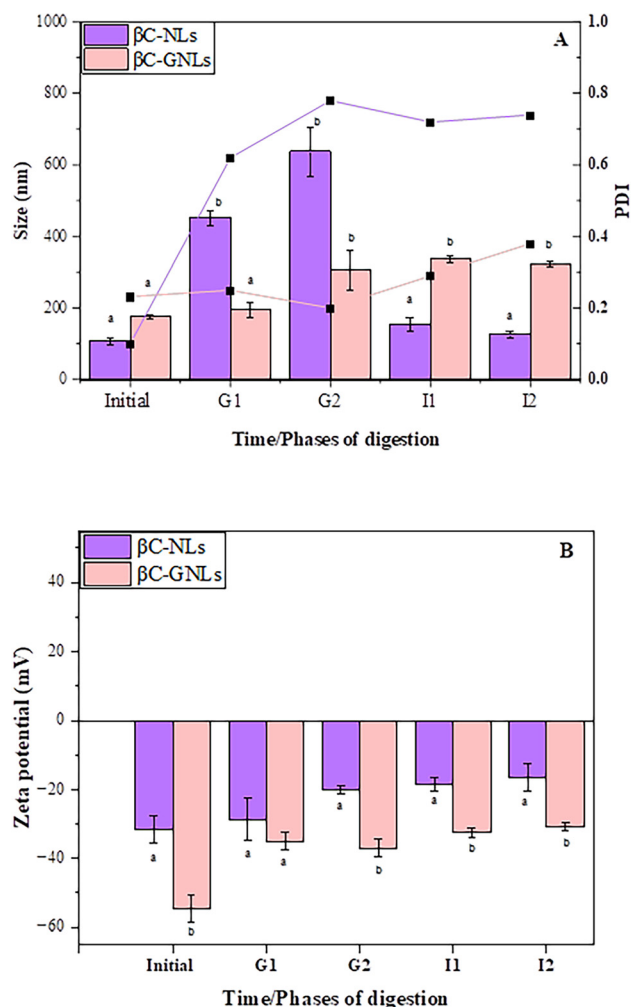 1000
1.0
βC-NLs
βC-GNLs
A
800
0.8
b
b
600
0.6
b
Size (nm)
PDI
400
0.4
b
b
a
a
200
0.2
a
a
a
0
0.0
Initial
G1
G2
I1
I2
Time/Phases of digestion
βC-NLs
βC-GNLs
B
40
20
0
Zeta potential (mV)
−20
a
a
a
a
a
b
b
b
−40
a
b
−60
Initial
G1
G2
I1
I2
Time/Phases of digestion